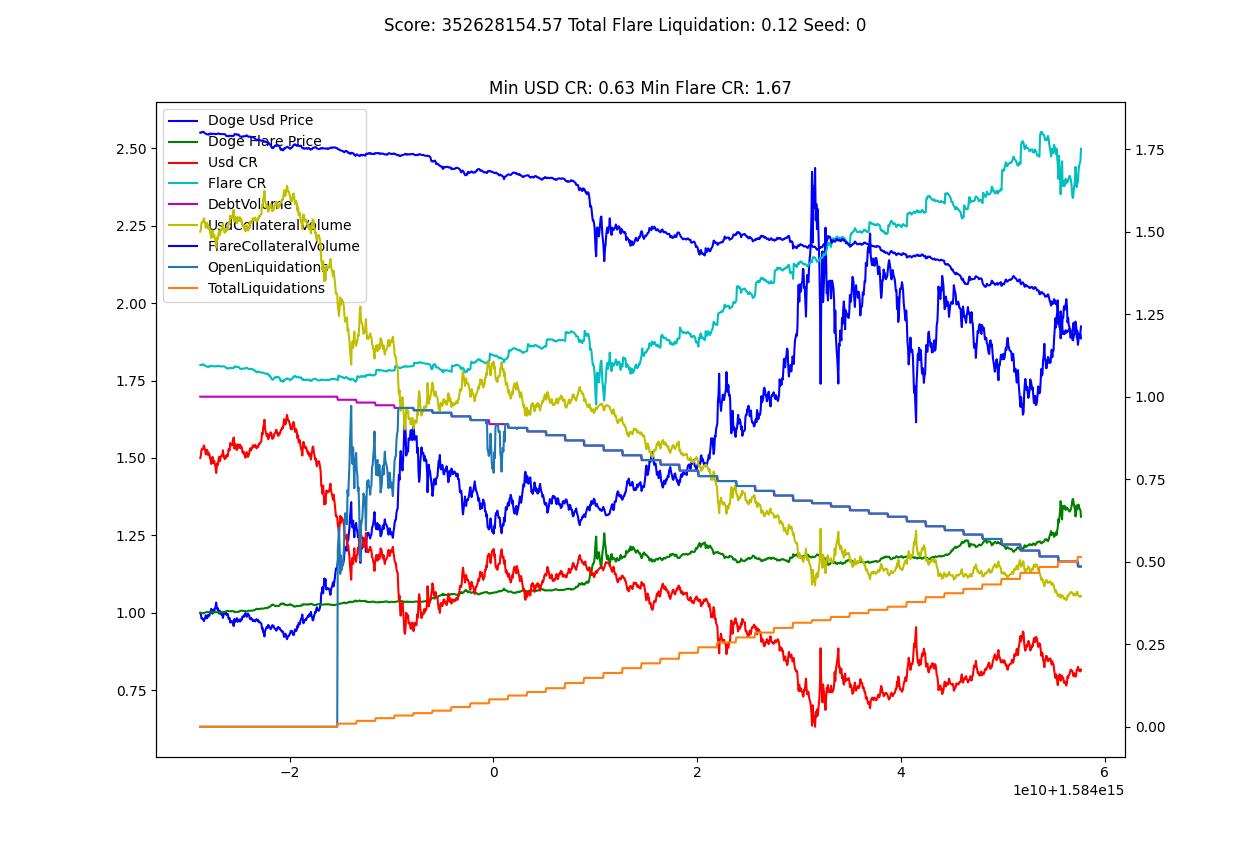 Score: 352628154.57 Total Flare Liquidation: 0.12 Seed: 0
Min USD CR: 0.63 Min Flare CR: 1.67
Doge Usd Price
Doge Flare Price
Usd CR
Flare CR
DebtVolume
UsdCollateralVolume
FlareCollateralVolume
OpenLiquidations
TotalLiquidations
2.50
2.25
2.00
1.75
1.50
1.25
1.00
0.75
1.75
1.50
1.25
1.00
0.75
0.50
0.25
0.00
−2
0
2
4
6
1e10+1.584e15